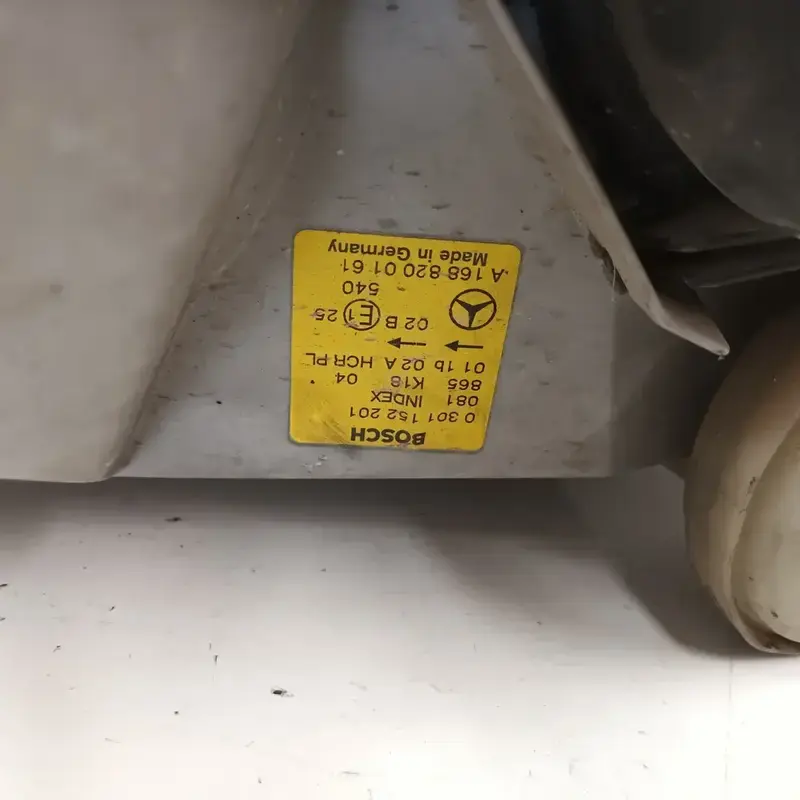 BOSCH
0 301 152 201
081 INDEX
865 K18 04
01 1b 02 A HCR PL
02 B E1 25
540
A 168 820 01 61
Made in Germany